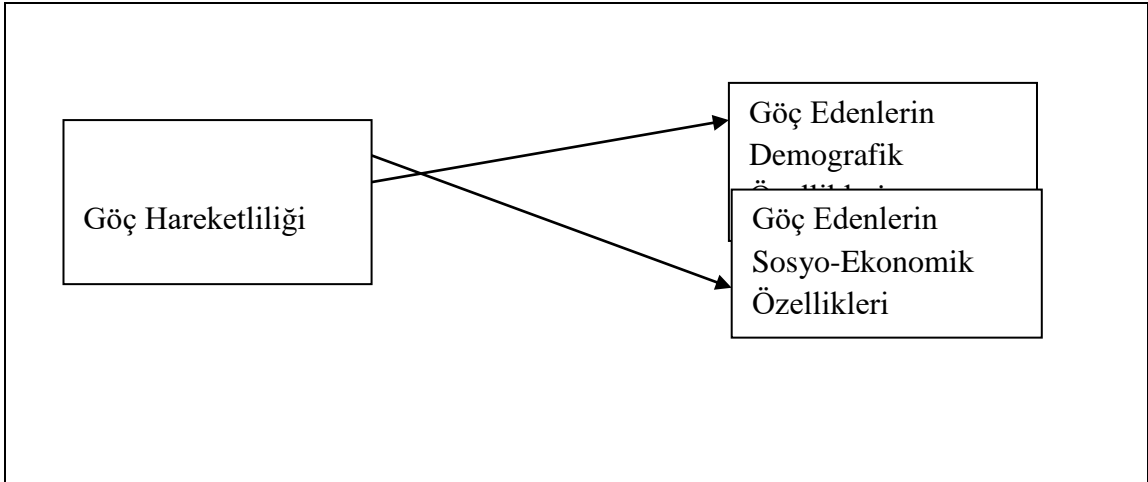 Göç Hareketliliği
Göç Edenlerin
Demografik
Göç Edenlerin
Sosyo-Ekonomik
Özellikleri